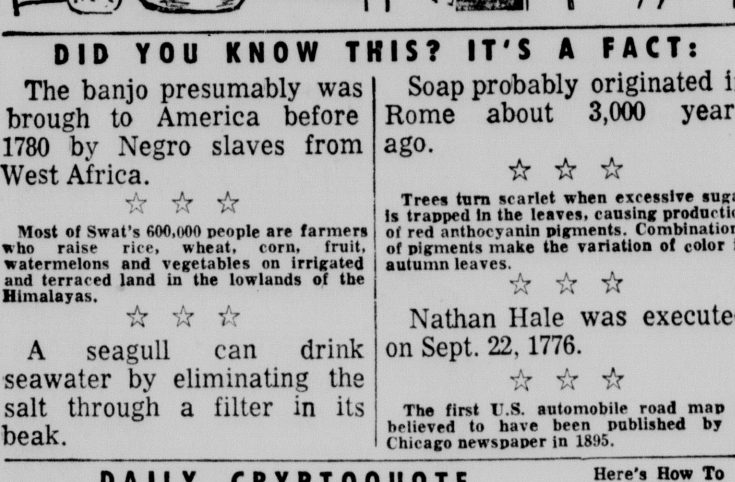 DID YOU KNOW THIS? IT'S A FACT:
The banjo presumably was
brough to America before
1780 by Negro slaves from
West Africa.
Most of Swat's 600,000 people are farmers
who raise rice, wheat, corn, fruit,
watermelons and vegetables on irrigated
and terraced land in the lowlands of the
Himalayas.
A seagull can drink
seawater by eliminating the
salt through a filter in its
beak.
Soap probably originated i
Rome about 3,000 year
ago.
Trees turn scarlet when excessive suga
is trapped in the leaves, causing productio
of red anthocyanin pigments. Combination
of pigments make the variation of color
autumn leaves.
Nathan Hale was execute
on Sept. 22, 1776.
The first U.S. automobile road map
believed to have been published by
Chicago newspaper in 1895.
DAILY CRYPTOQUOTE
Here's How To